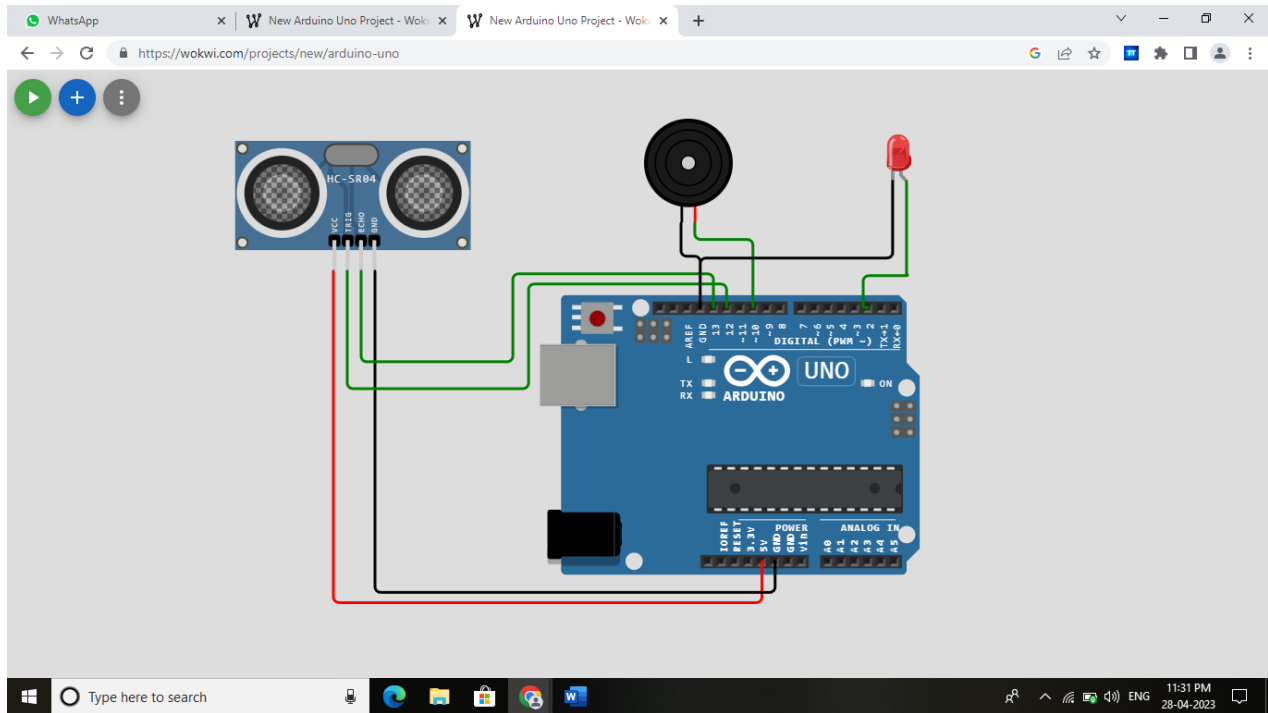 WhatsApp
New Arduino Uno Project - Wok
New Arduino Uno Project - Wok
https://wokwi.com/projects/new/arduino-uno
HC-SR04
VCC
TRIG
ECHO
GND
AREF
GND
13
12
~11
~10
~9
8
7
~6
~5
4
~3
2
TX→1
RX←0
DIGITAL (PWM ~)
L
TX
RX
UNO
ARDUINO
ON
IOREF
RESET
3.3V
5V
GND
GND
Vin
POWER
ANALOG IN
A0
A1
A2
A3
A4
A5
Type here to search
ENG
11:31 PM
28-04-2023